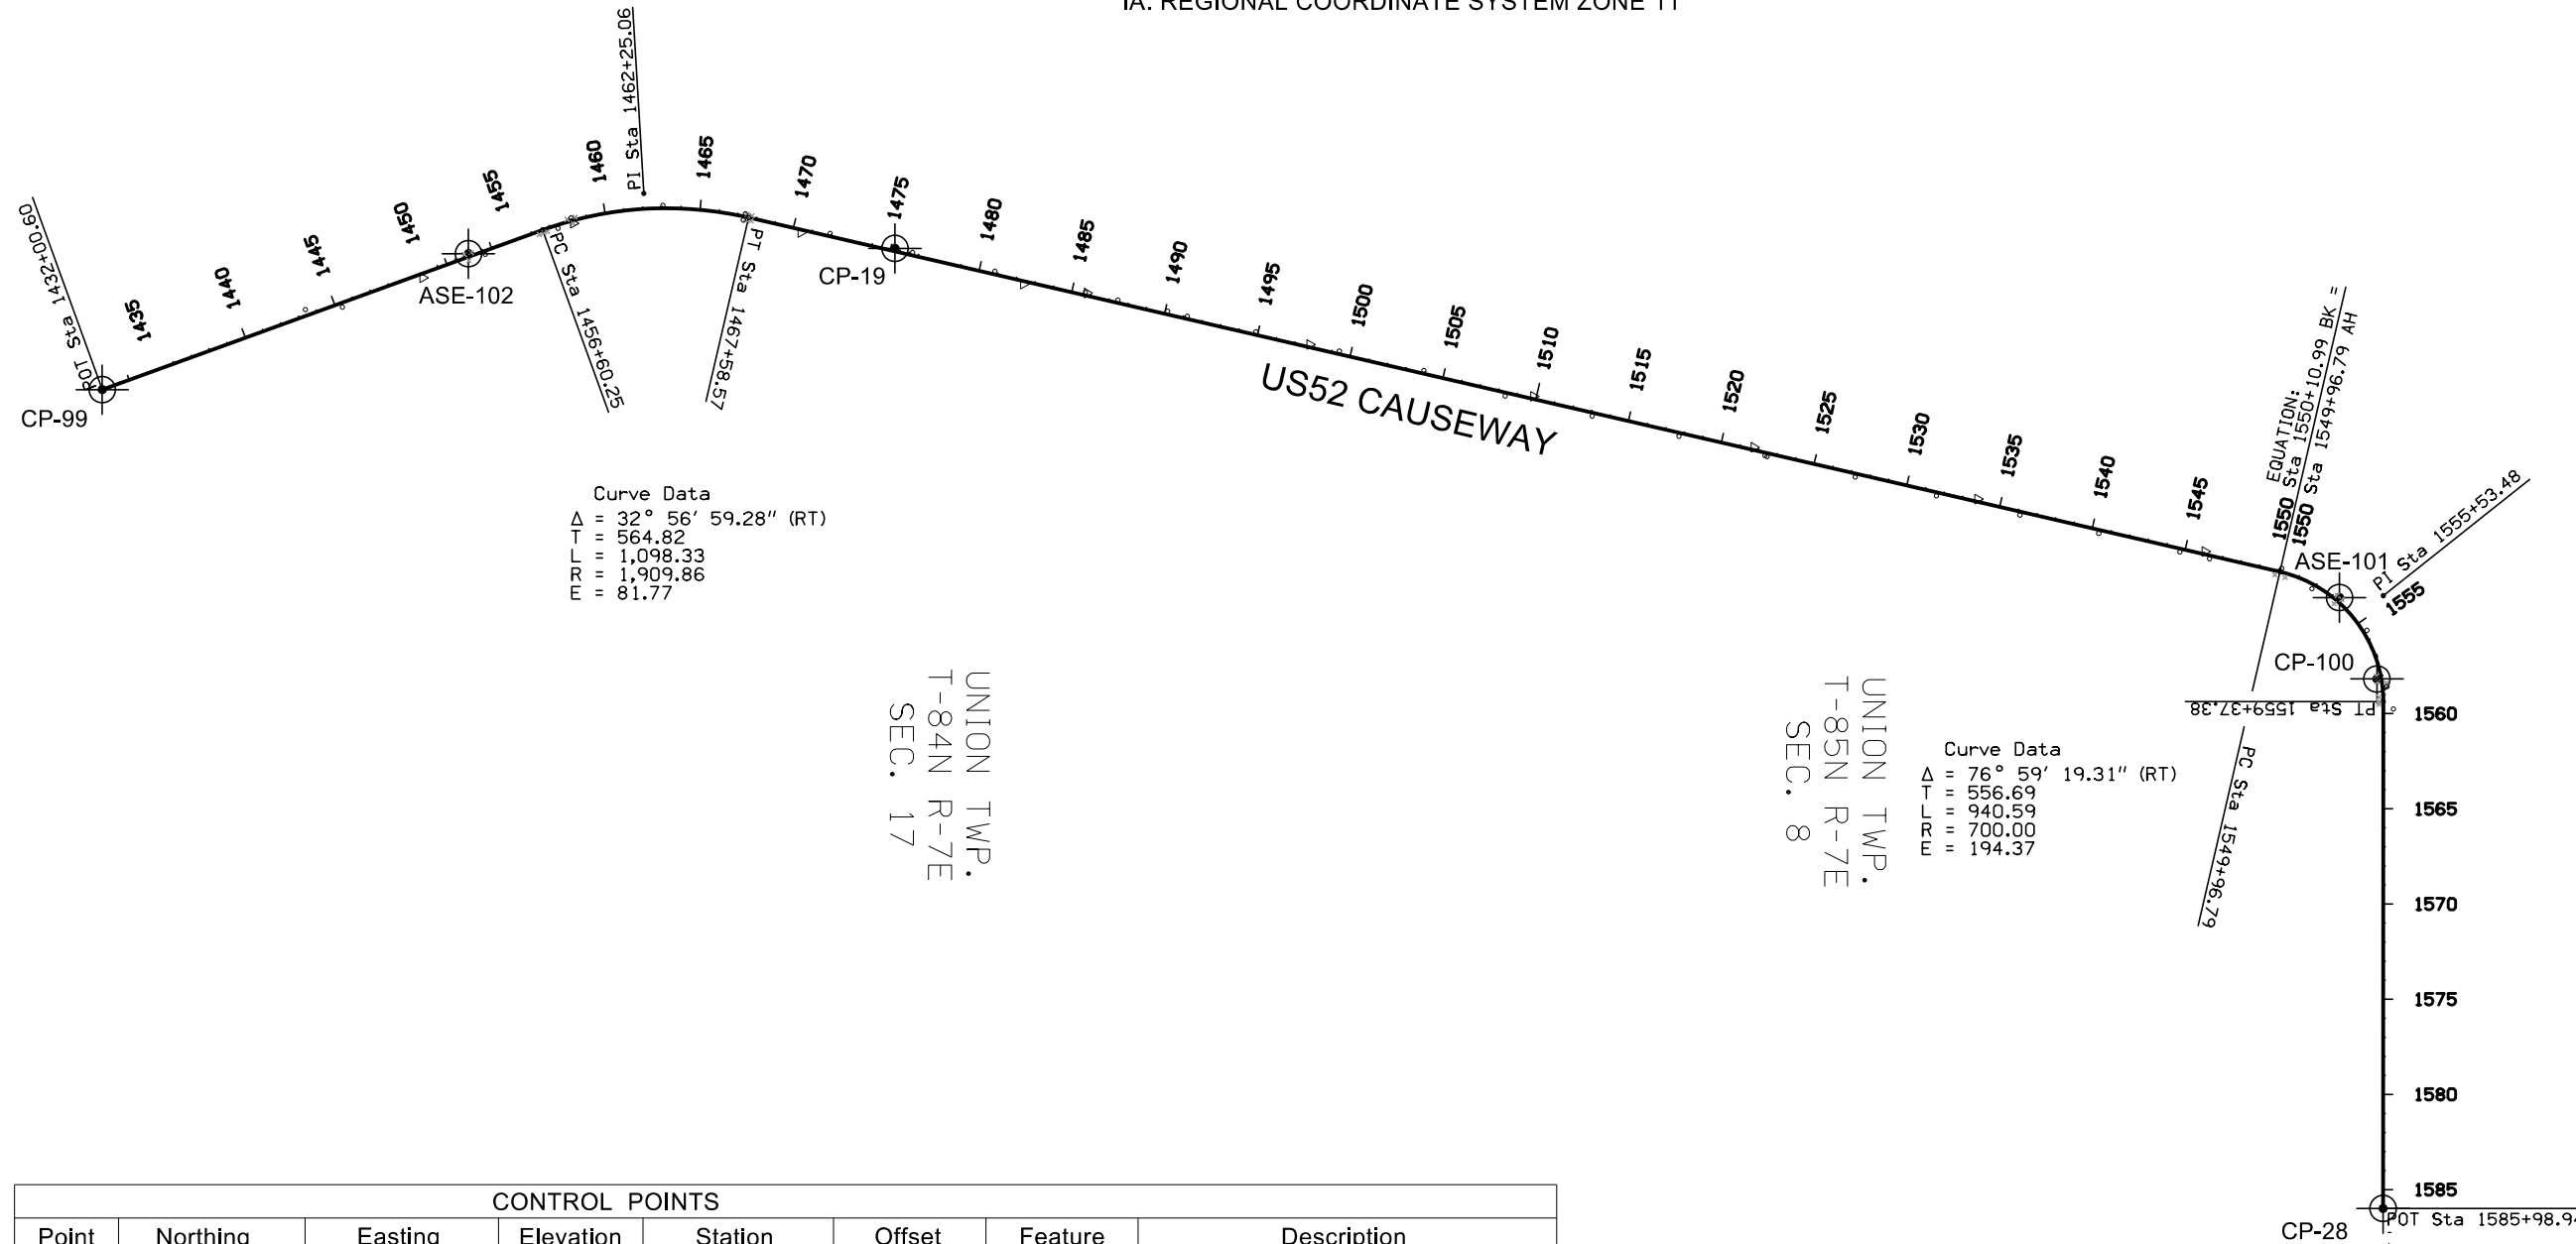 IA. REGIONAL COORDINATE SYSTEM ZONE 11
POT Sta 1432+00.60
CP-99
1435
1440
1445
1450
ASE-102
1455
PC Sta 1456+60.25
1460
PI Sta 1462+25.06
1465
PT Sta 1467+58.57
1470
1475
CP-19
1480
1485
1490
1495
1500
1505
1510
1515
1520
1525
1530
1535
1540
1545
US52 CAUSEWAY
EQUATION:
1550 Sta 1550+10.99 BK =
1550 Sta 1549+96.79 AH
ASE-101
PI Sta 1555+53.48
1555
CP-100
PT Sta 1559+37.38
PC Sta 1549+96.79
1560
1565
1570
1575
1580
1585
CP-28
POT Sta 1585+98.94
Curve Data
Δ = 32° 56' 59.28" (RT)
T = 564.82
L = 1,098.33
R = 1,909.86
E = 81.77
UNION TWP.
T-84N R-7E
SEC. 17
UNION TWP.
T-85N R-7E
SEC. 8
Curve Data
Δ = 76° 59' 19.31" (RT)
T = 556.69
L = 940.59
R = 700.00
E = 194.37
CONTROL POINTS
Point Northing Easting Elevation Station Offset Feature Description